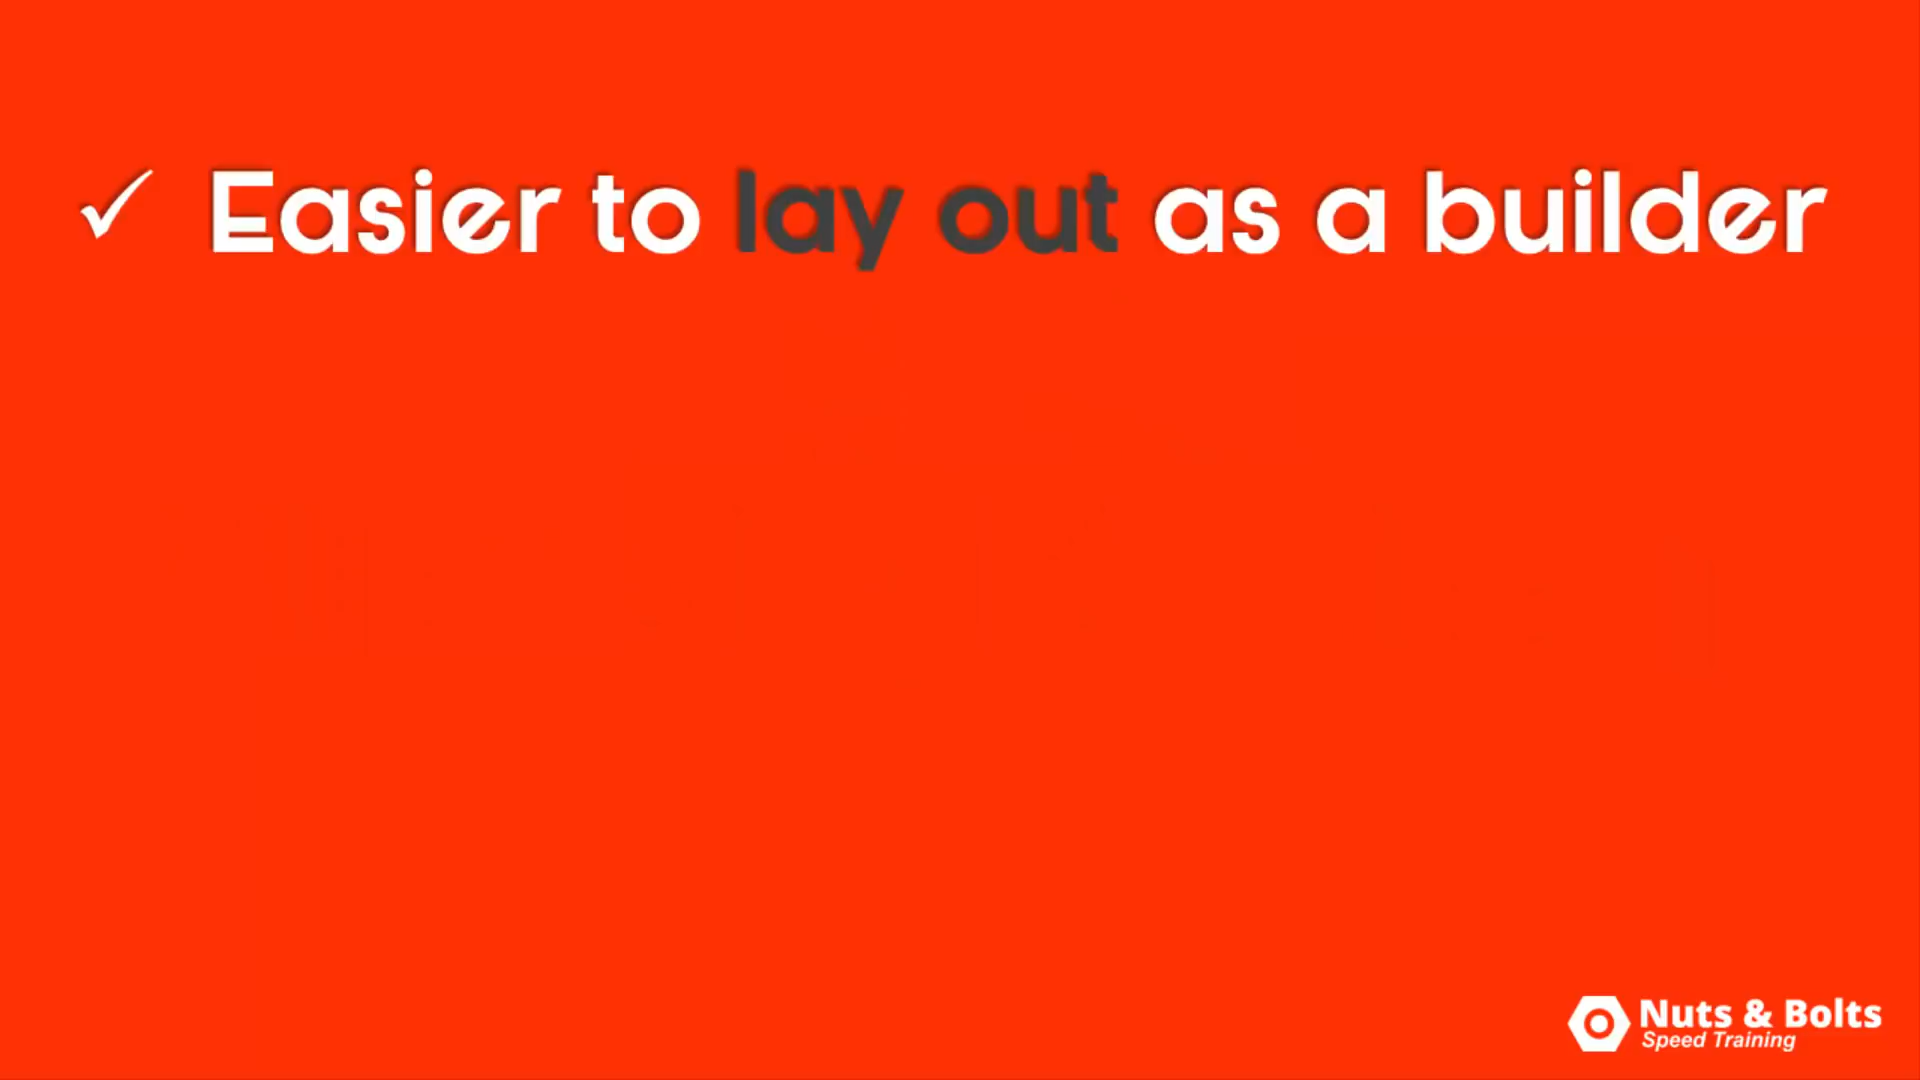 ✓ Easier to lay out as a builder
Nuts & Bolts
Speed Training